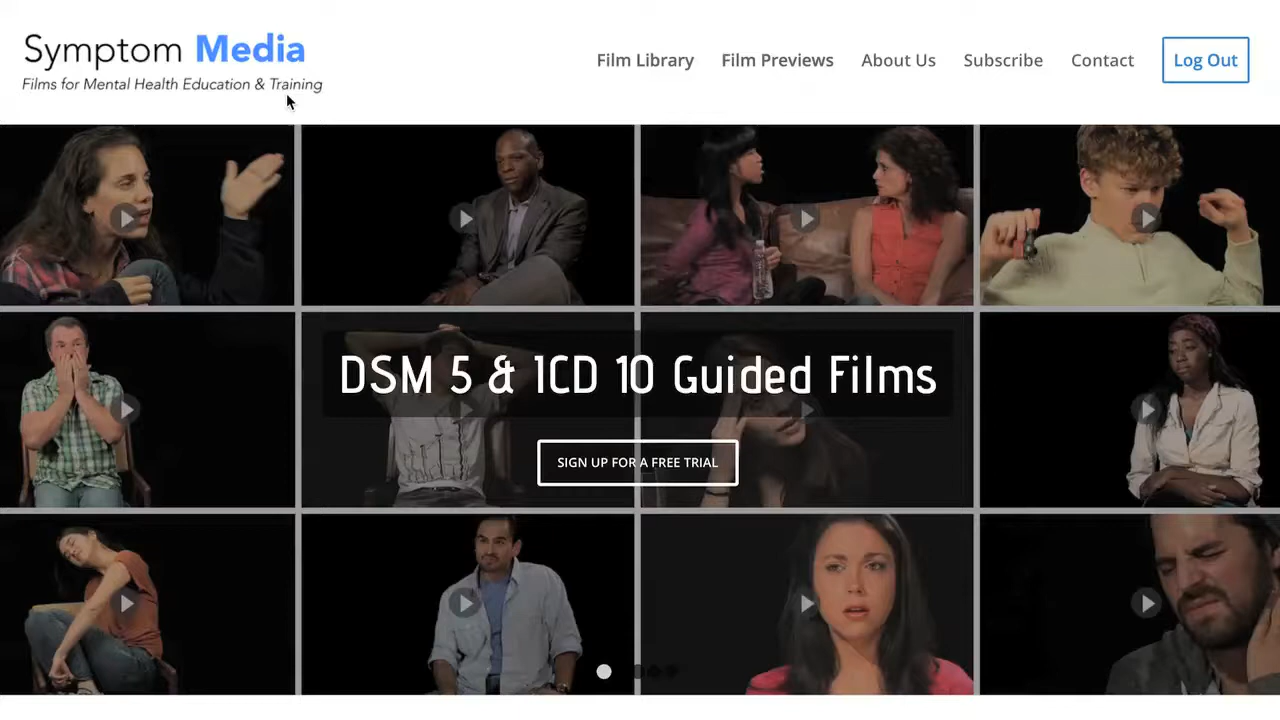 Symptom Media
Films for Mental Health Education & Training
Film Library
Film Previews
About Us
Subscribe
Contact
Log Out
DSM 5 & ICD 10 Guided Films
SIGN UP FOR A FREE TRIAL